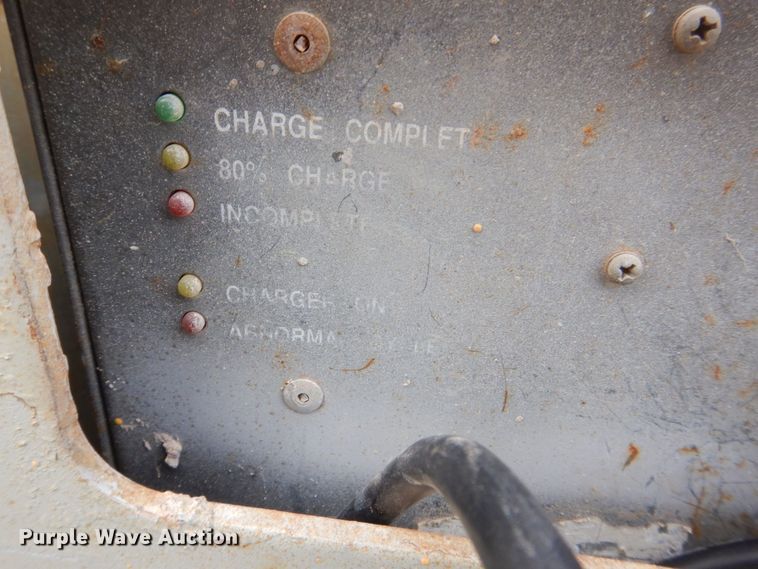 CHARGE COMPLET
80% CHARGE
INCOMPLETE
CHARGER ON
Purple Wave Auction